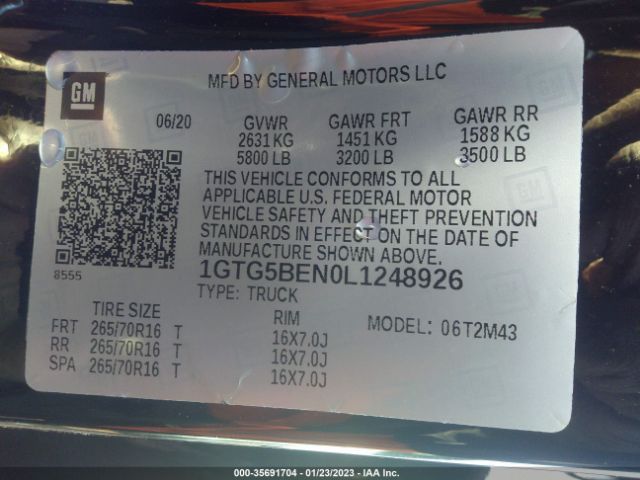 GM
MFD BY GENERAL MOTORS LLC
06/20 GVWR GAWR FRT GAWR RR
2631 KG 1451 KG 1588 KG
5800 LB 3200 LB 3500 LB
THIS VEHICLE CONFORMS TO ALL
APPLICABLE U.S. FEDERAL MOTOR
VEHICLE SAFETY AND THEFT PREVENTION
STANDARDS IN EFFECT ON THE DATE OF
MANUFACTURE SHOWN ABOVE.
8555
1GTG5BEN0L1248926
TYPE: TRUCK
TIRE SIZE RIM MODEL: 06T2M43
FRT 265/70R16 T 16X7.0J
RR 265/70R16 T 16X7.0J
SPA 265/70R16 T 16X7.0J
000-35691704 - 01/23/2023 - IAAI.COM